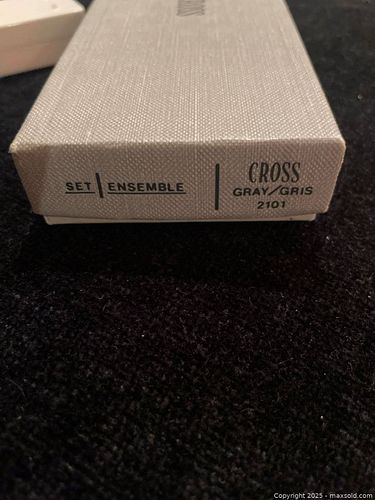 SET | ENSEMBLE
CROSS
GRAY/GRIS
2101
Copyright © 2025 - maxsold.com